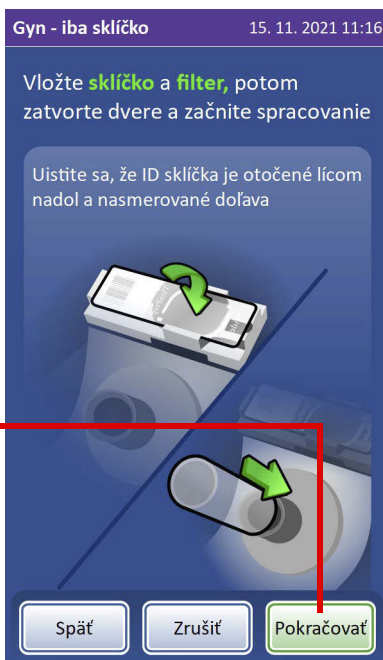 Gyn - iba sklíčko 15. 11. 2021 11:16
Vložte sklíčko a filter, potom
zatvorte dvere a začnite spracovanie
Uistite sa, že ID sklíčka je otočené lícom
nadol a nasmerované doľava
Späť Zrušiť Pokračovať